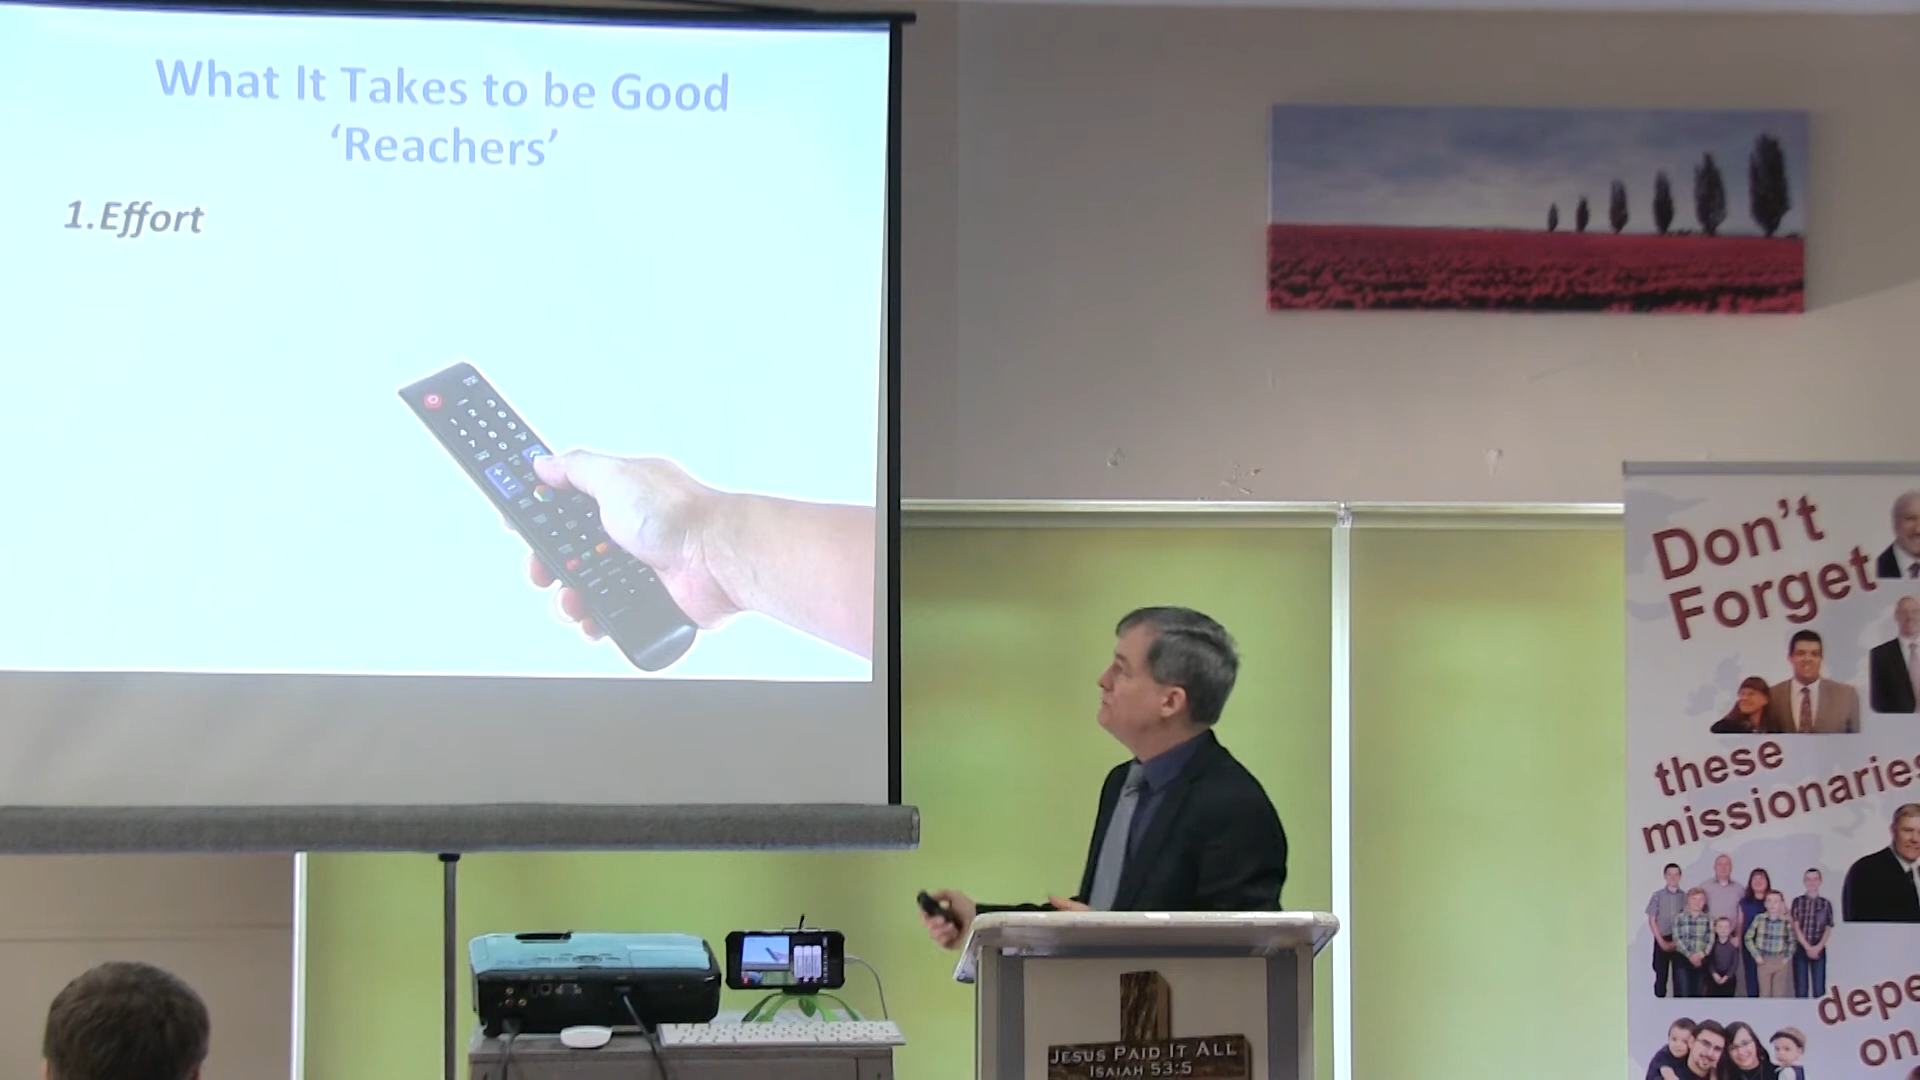 What It Takes to be Good
‘Reachers’
1.Effort
Don't
Forget
these
missionaries
depe
on
JESUS PAID IT ALL
ISAIAH 53:5